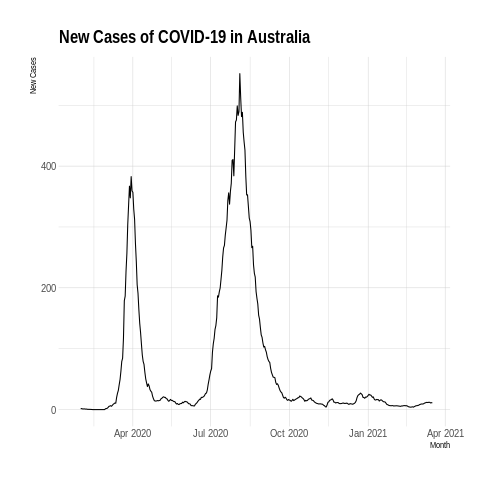 New Cases of COVID-19 in Australia
New Cases
400
200
0
Apr 2020 Jul 2020 Oct 2020 Jan 2021 Apr 2021
Month